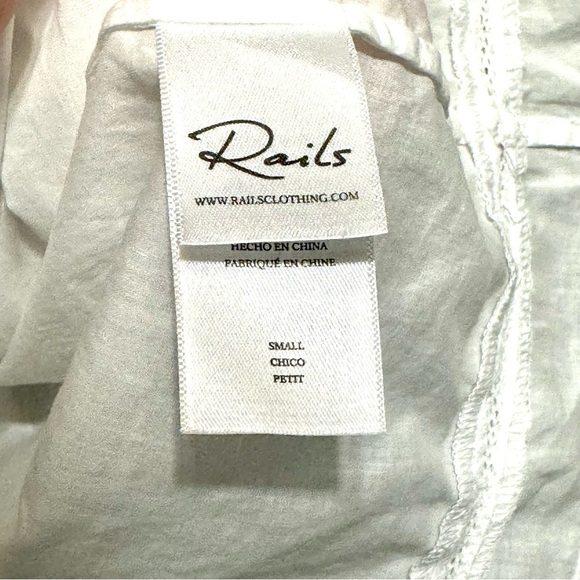 Rails
WWW.RAILSCLOTHING.COM
HECHO EN CHINA
FABRIQUÉ EN CHINE
SMALL
CHICO
PETIT